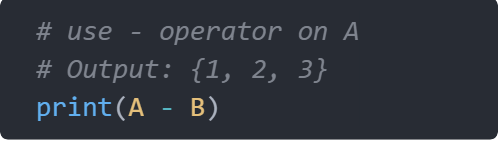 # use - operator on A
# Output: {1, 2, 3}
print(A - B)